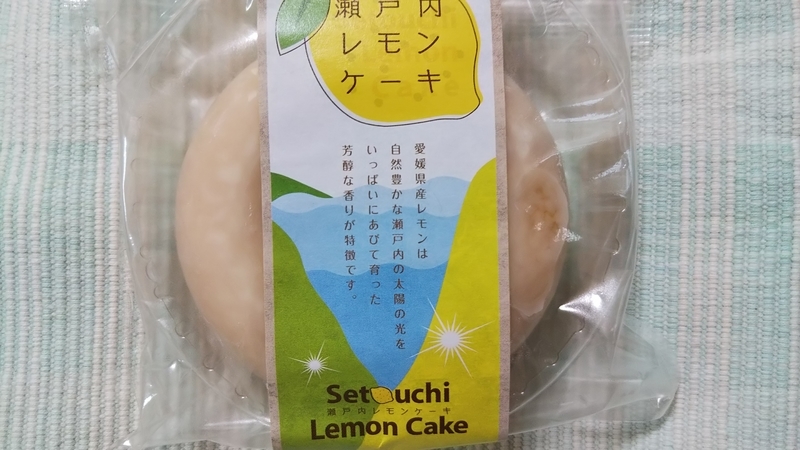 瀬戸内
レモン
ケーキ
愛媛県産レモンは
自然豊かな瀬戸内の太陽の光を
いっぱいにあびて育った
芳醇な香りが特徴です。
Setouchi
瀬戸内レモンケーキ
Lemon Cake